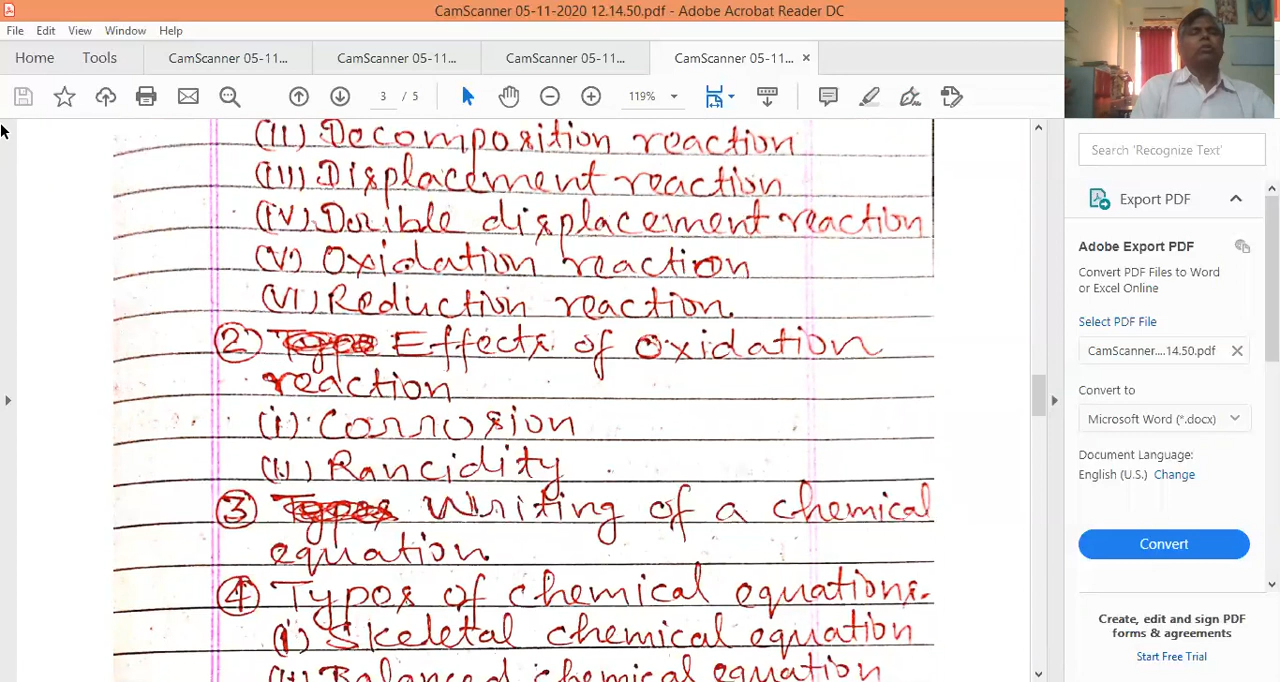 CamScanner 05-11-2020 12.14.50.pdf - Adobe Acrobat Reader DC
File Edit View Window Help
Home Tools CamScanner 05-11... CamScanner 05-11... CamScanner 05-11... CamScanner 05-11... ×
3 / 5 119%
Search 'Recognize Text'
Export PDF
Adobe Export PDF
Convert PDF Files to Word
or Excel Online
Select PDF File
CamScanner....14.50.pdf
Convert to
Microsoft Word (*.docx)
Document Language:
English (U.S.) Change
Convert
Create, edit and sign PDF
forms & agreements
Start Free Trial
(II) Decomposition reaction
(III) Displacement reaction
(IV) Double displacement reaction
(V) Oxidation reaction
(VI) Reduction reaction.
② Effects of Oxidation
reaction
(i) Corrosion
(ii) Rancidity
③ Writing of a chemical
equation.
④ Types of chemical equations.
(i) Skeletal chemical equation
(ii) Balanced chemical equation